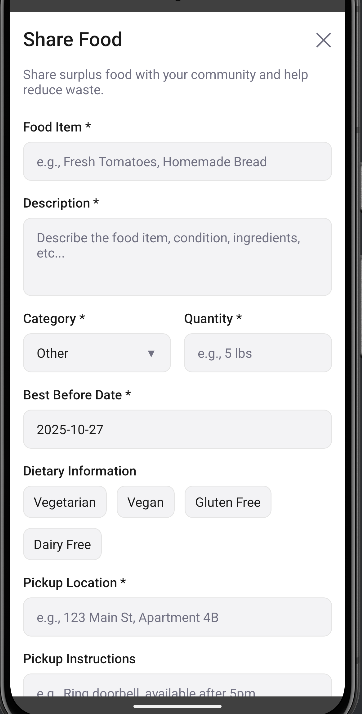 Share Food
Share surplus food with your community and help
reduce waste.
Food Item *
e.g., Fresh Tomatoes, Homemade Bread
Description *
Describe the food item, condition, ingredients,
etc...
Category * Quantity *
Other ▼ e.g., 5 lbs
Best Before Date *
2025-10-27
Dietary Information
Vegetarian Vegan Gluten Free
Dairy Free
Pickup Location *
e.g., 123 Main St, Apartment 4B
Pickup Instructions
e.g., Ring doorbell, available after 5pm